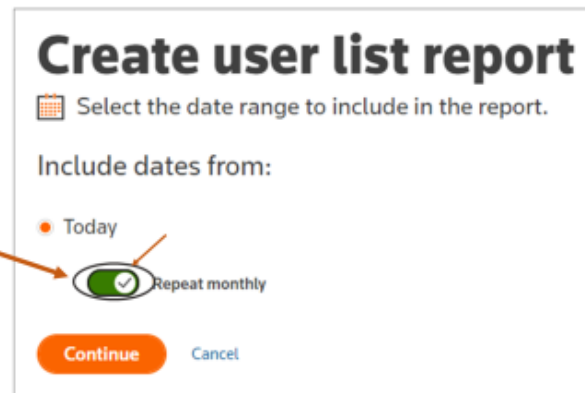 Create user list report
Select the date range to include in the report.
Include dates from:
Today
Repeat monthly
Continue Cancel